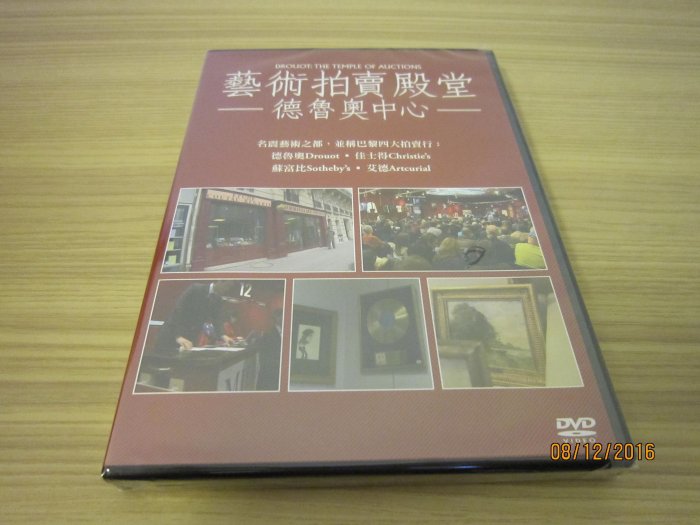 DROUOT: THE TEMPLE OF AUCTIONS
藝術拍賣殿堂
德魯奧中心
名聞藝術之都，並稱巴黎四大拍賣行：
德魯奧Drouot・佳士得Christie's
蘇富比Sotheby's・艾德Artcurial
12
DVD
VIDEO
08/12/2016